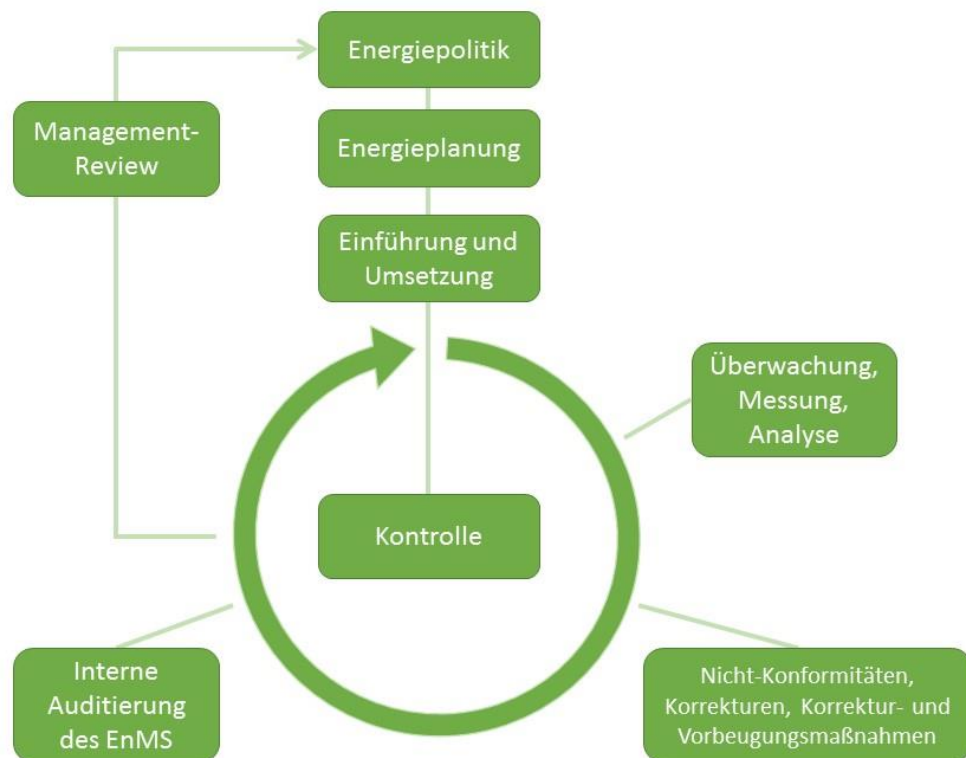 Energiepolitik
Management-
Review
Energieplanung
Einführung und
Umsetzung
Überwachung,
Messung,
Analyse
Kontrolle
Interne
Auditierung
des EnMS
Nicht-Konformitäten,
Korrekturen, Korrektur- und
Vorbeugungsmaßnahmen